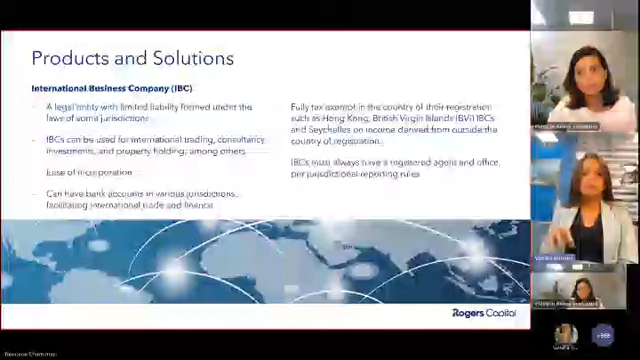 Products and Solutions
International Business Company (IBC)
A legal entity with limited liability formed under the
laws of some jurisdictions
IBCs can be used for international trading, consultancy,
investments, and property holding, among others
Ease of incorporation
Can have bank accounts in various jurisdictions,
facilitating international trade and finance
Fully tax exempt in the country of their registration
such as Hong Kong, British Virgin Islands (BVI) IBCs
and Seychelles on income derived from outside the
country of registration.
IBCs must always have a registered agent and office,
per jurisdictional reporting rules
Rogers Capital